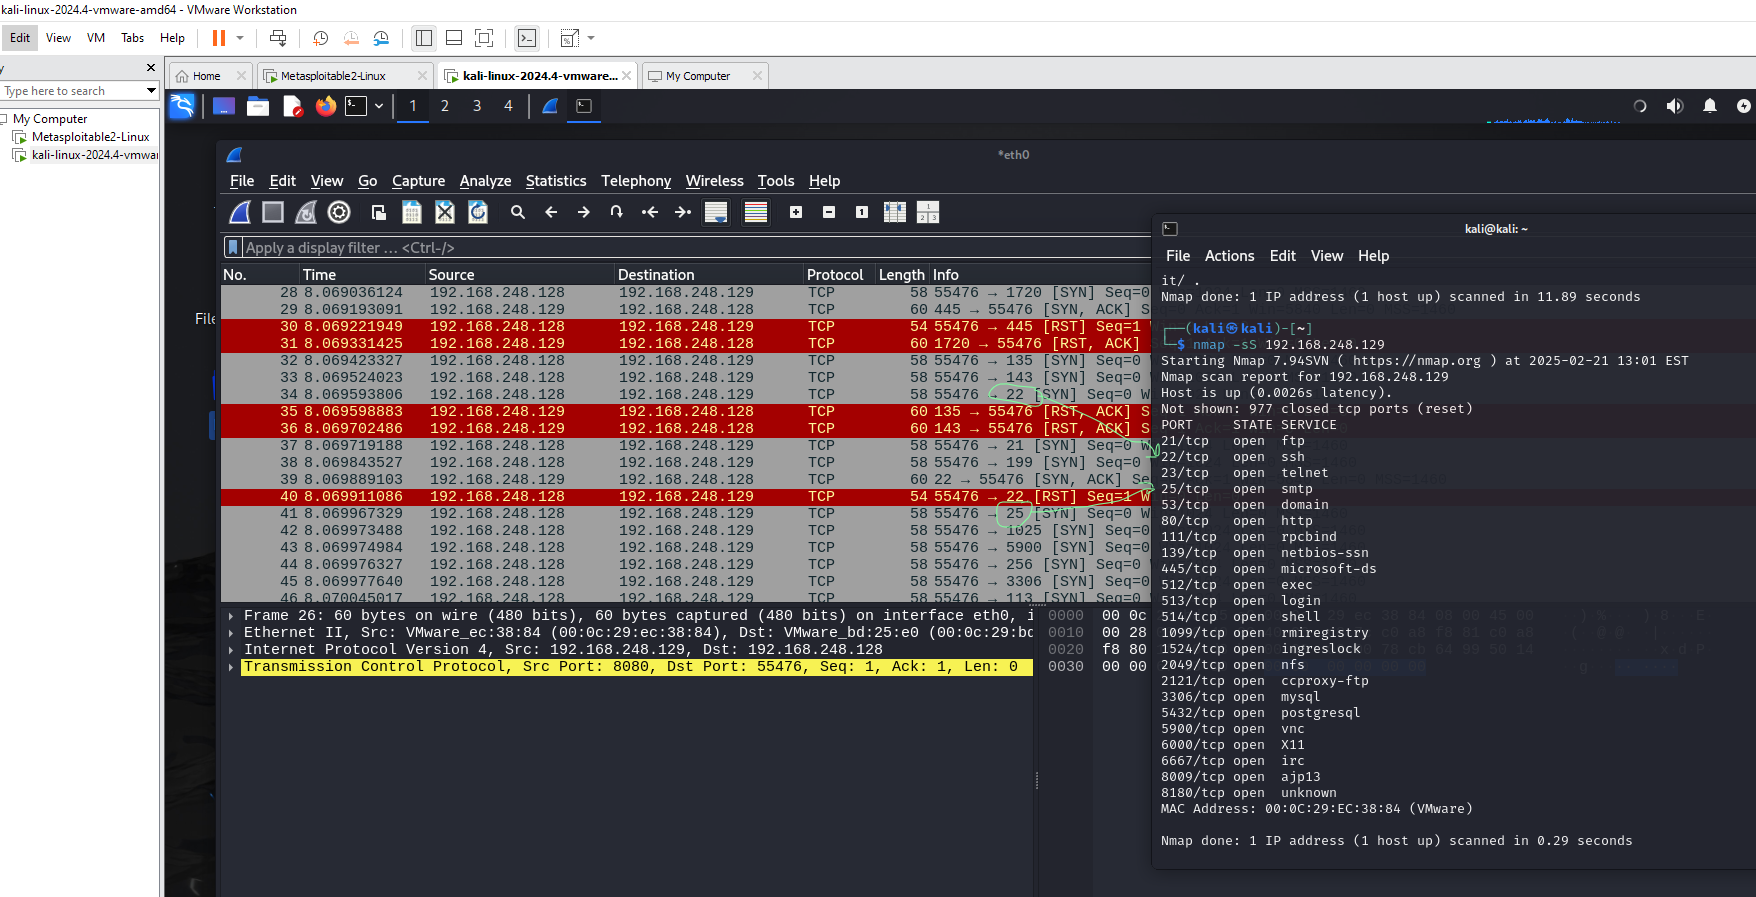 kali-linux-2024.4-vmware-amd64 - VMware Workstation
Edit View VM Tabs Help
y
Type here to search
My Computer
Metasploitable2-Linux
kali-linux-2024.4-vmwar
Home Metasploitable2-Linux kali-linux-2024.4-vmware... My Computer
1 2 3 4
*eth0
File Edit View Go Capture Analyze Statistics Telephony Wireless Tools Help
Apply a display filter ... <Ctrl-/>
No. Time Source Destination Protocol Length Info
28 8.069036124 192.168.248.128 192.168.248.129 TCP 58 55476 → 1720 [SYN] Seq=0
29 8.069193091 192.168.248.129 192.168.248.128 TCP 60 445 → 55476 [SYN, ACK] Se
30 8.069221949 192.168.248.128 192.168.248.129 TCP 54 55476 → 445 [RST] Seq=1 W
31 8.069331425 192.168.248.129 192.168.248.128 TCP 60 1720 → 55476 [RST, ACK]
32 8.069423327 192.168.248.128 192.168.248.129 TCP 58 55476 → 135 [SYN] Seq=0 W
33 8.069524023 192.168.248.128 192.168.248.129 TCP 58 55476 → 143 [SYN] Seq=0 W
34 8.069593806 192.168.248.128 192.168.248.129 TCP 58 55476 → 22 [SYN] Seq=0 W
35 8.069598883 192.168.248.129 192.168.248.128 TCP 60 135 → 55476 [RST, ACK] Se
36 8.069702486 192.168.248.129 192.168.248.128 TCP 60 143 → 55476 [RST, ACK] S
37 8.069719188 192.168.248.128 192.168.248.129 TCP 58 55476 → 21 [SYN] Seq=0 W
38 8.069843527 192.168.248.128 192.168.248.129 TCP 58 55476 → 199 [SYN] Seq=0
39 8.069889103 192.168.248.129 192.168.248.128 TCP 60 22 → 55476 [SYN, ACK] Se
40 8.069911086 192.168.248.128 192.168.248.129 TCP 54 55476 → 22 [RST] Seq=1 W
41 8.069967329 192.168.248.128 192.168.248.129 TCP 58 55476 → 25 [SYN] Seq=0 W
42 8.069973488 192.168.248.128 192.168.248.129 TCP 58 55476 → 1025 [SYN] Seq=0
43 8.069974984 192.168.248.128 192.168.248.129 TCP 58 55476 → 5900 [SYN] Seq=0
44 8.069976327 192.168.248.128 192.168.248.129 TCP 58 55476 → 256 [SYN] Seq=0
45 8.069977640 192.168.248.128 192.168.248.129 TCP 58 55476 → 3306 [SYN] Seq=0
46 8.070045017 192.168.248.128 192.168.248.129 TCP 58 55476 → 113 [SYN] Seq=0
Frame 26: 60 bytes on wire (480 bits), 60 bytes captured (480 bits) on interface eth0, i
Ethernet II, Src: VMware_ec:38:84 (00:0c:29:ec:38:84), Dst: VMware_bd:25:e0 (00:0c:29:bd
Internet Protocol Version 4, Src: 192.168.248.129, Dst: 192.168.248.128
Transmission Control Protocol, Src Port: 8080, Dst Port: 55476, Seq: 1, Ack: 1, Len: 0
0000 00 0c
0010 00 28
0020 f8 80
0030 00 00
File
kali@kali: ~
File Actions Edit View Help
it/ .
Nmap done: 1 IP address (1 host up) scanned in 11.89 seconds
┌──(kali㉿kali)-[~]
└─$ nmap -sS 192.168.248.129
Starting Nmap 7.94SVN ( https://nmap.org ) at 2025-02-21 13:01 EST
Nmap scan report for 192.168.248.129
Host is up (0.0026s latency).
Not shown: 977 closed tcp ports (reset)
PORT STATE SERVICE
21/tcp open ftp
22/tcp open ssh
23/tcp open telnet
25/tcp open smtp
53/tcp open domain
80/tcp open http
111/tcp open rpcbind
139/tcp open netbios-ssn
445/tcp open microsoft-ds
512/tcp open exec
513/tcp open login
514/tcp open shell
1099/tcp open rmiregistry
1524/tcp open ingreslock
2049/tcp open nfs
2121/tcp open ccproxy-ftp
3306/tcp open mysql
5432/tcp open postgresql
5900/tcp open vnc
6000/tcp open X11
6667/tcp open irc
8009/tcp open ajp13
8180/tcp open unknown
MAC Address: 00:0C:29:EC:38:84 (VMware)
Nmap done: 1 IP address (1 host up) scanned in 0.29 seconds